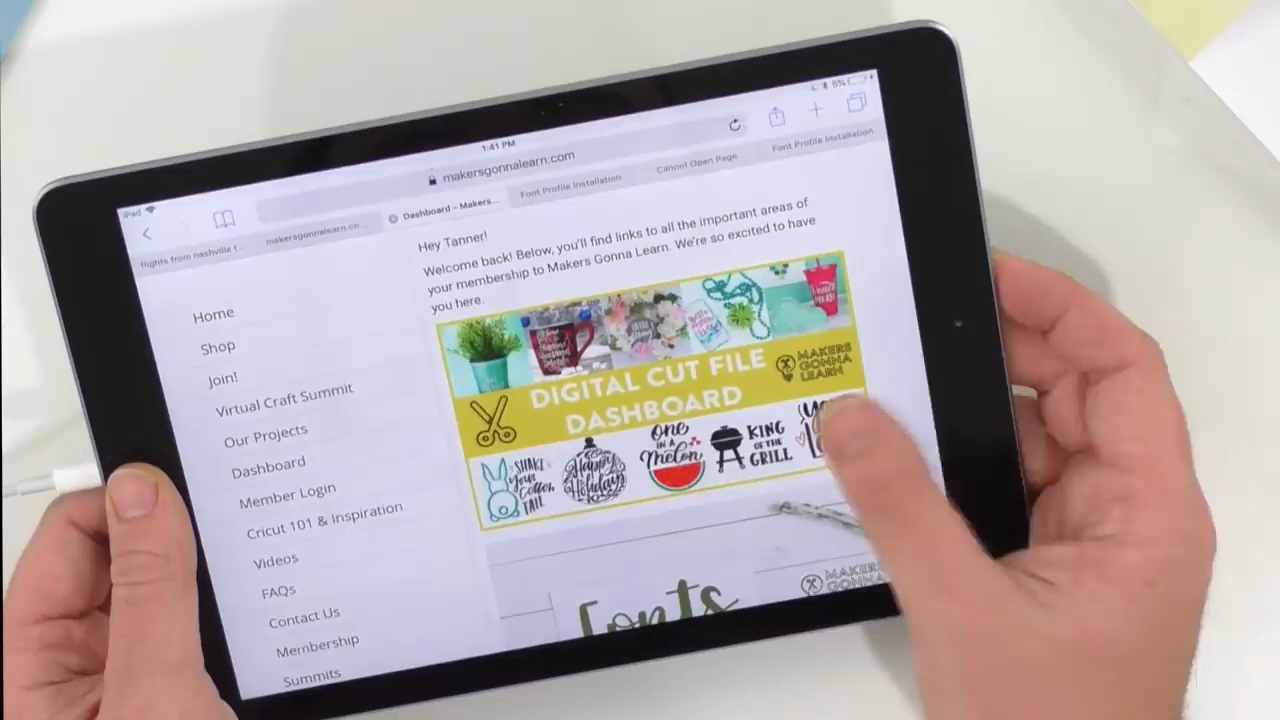 iPad
1:41 PM
5%
makersgonnalearn.com
flights from nashville t...
makersgonnalearn.co...
Dashboard – Makers...
Font Profile Installation
Cannot Open Page
Font Profile Installation
Home
Shop
Join!
Virtual Craft Summit
Our Projects
Dashboard
Member Login
Cricut 101 & Inspiration
Videos
FAQs
Contact Us
Membership
Summits
Hey Tanner!
Welcome back! Below, you'll find links to all the important areas of
your membership to Makers Gonna Learn. We're so excited to have
you here.
DIGITAL CUT FILE
DASHBOARD
MAKERS
GONNA
LEARN
SHAKE
your
Cotton
TAIL
Happy
Holidays
ONE
IN A
Melon
KING
OF THE
GRILL
Fonts
MAKERS
GONNA